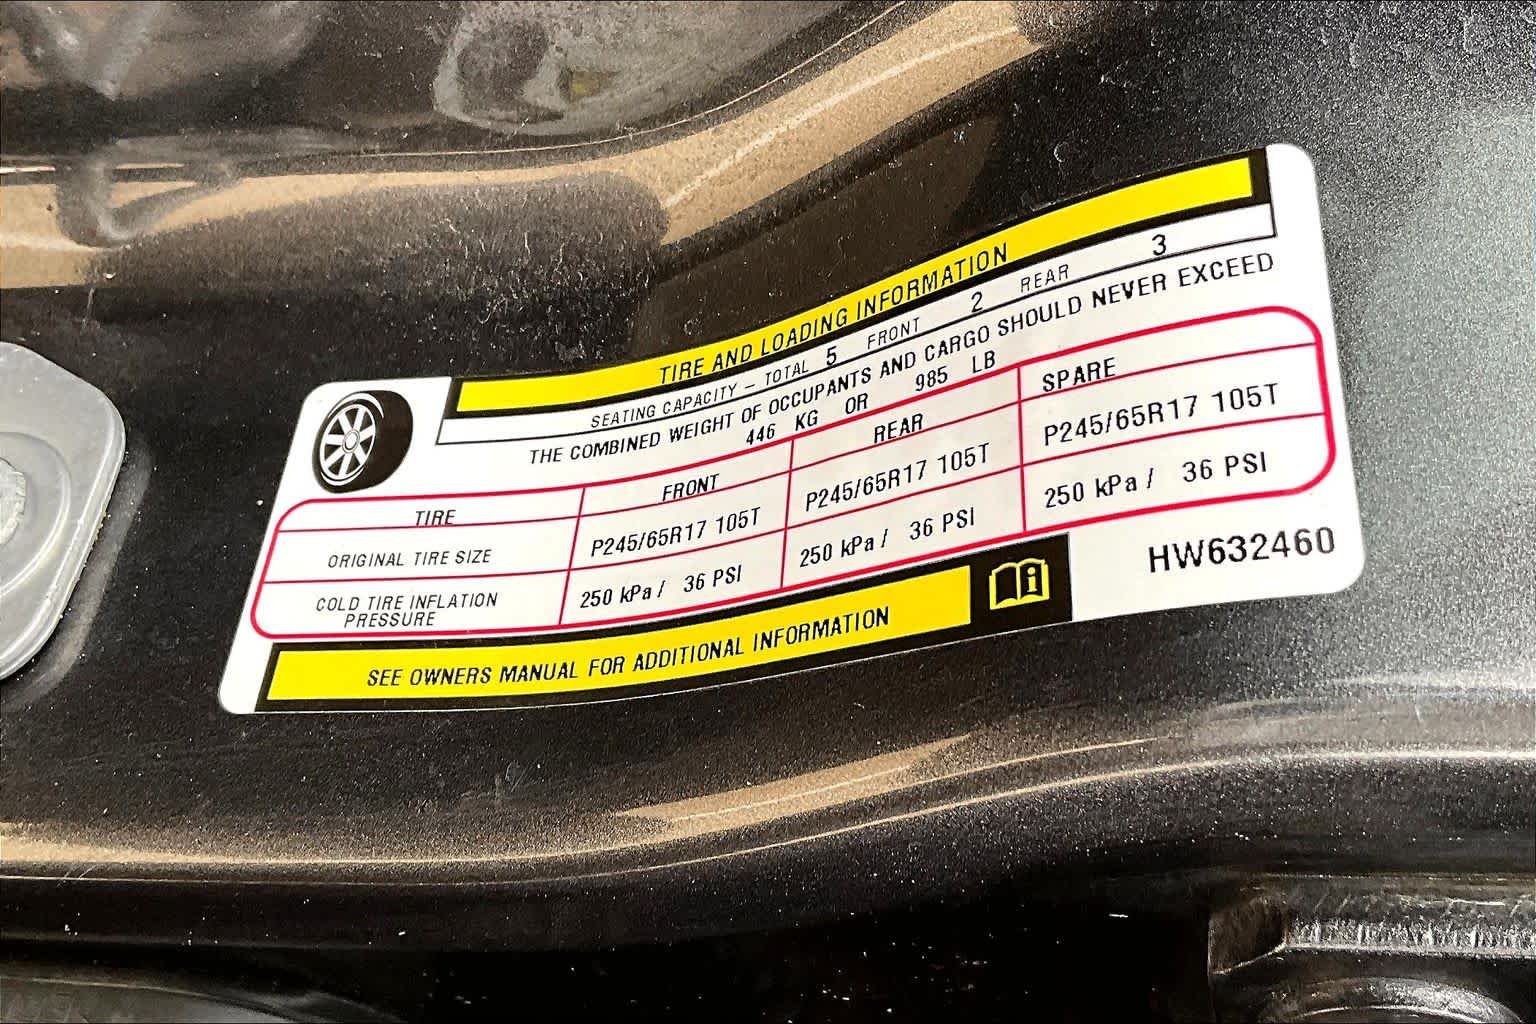 TIRE AND LOADING INFORMATION
SEATING CAPACITY – TOTAL 5 FRONT 2 REAR 3
THE COMBINED WEIGHT OF OCCUPANTS AND CARGO SHOULD NEVER EXCEED
446 KG OR 985 LB
TIRE FRONT REAR SPARE
ORIGINAL TIRE SIZE P245/65R17 105T P245/65R17 105T P245/65R17 105T
COLD TIRE INFLATION
PRESSURE 250 kPa / 36 PSI 250 kPa / 36 PSI 250 kPa / 36 PSI
SEE OWNERS MANUAL FOR ADDITIONAL INFORMATION
HW632460